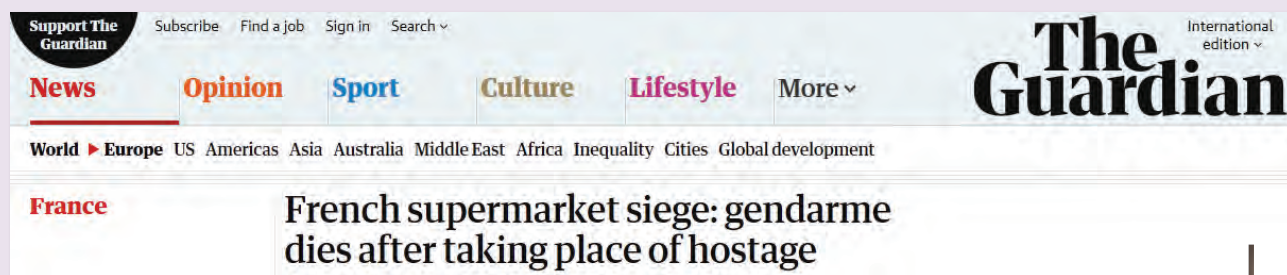 Support The
Guardian
Subscribe Find a job Sign in Search
The
Guardian
International
edition
News Opinion Sport Culture Lifestyle More
World Europe US Americas Asia Australia Middle East Africa Inequality Cities Global development
France
French supermarket siege: gendarme
dies after taking place of hostage